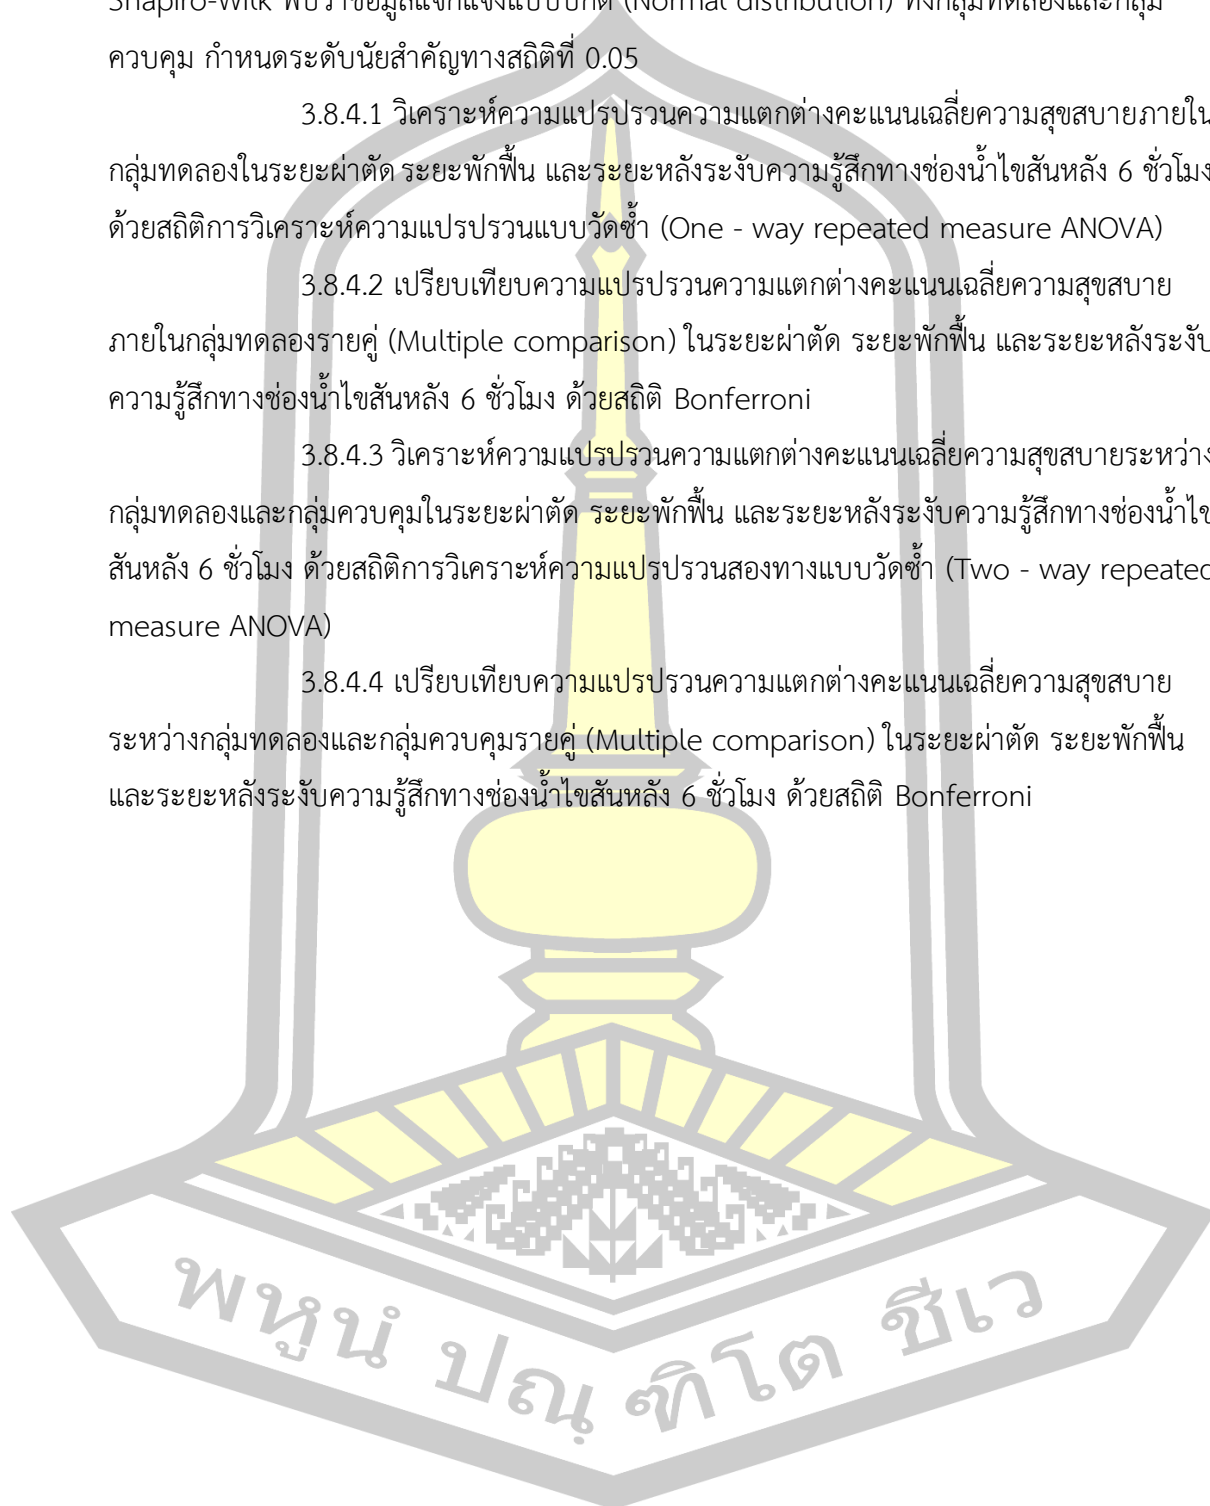 Shapiro-Wilk พบว่าข้อมูลแจกแจงแบบปกติ (Normal distribution) ทั้งกลุ่มทดลองและกลุ่ม
ควบคุม กำหนดระดับนัยสำคัญทางสถิติที่ 0.05
3.8.4.1 วิเคราะห์ความแปรปรวนความแตกต่างคะแนนเฉลี่ยความสุขสบายภายใน
กลุ่มทดลองในระยะผ่าตัด ระยะพักฟื้น และระยะหลังระงับความรู้สึกทางช่องน้ำไขสันหลัง 6 ชั่วโมง
ด้วยสถิติการวิเคราะห์ความแปรปรวนแบบวัดซ้ำ (One - way repeated measure ANOVA)
3.8.4.2 เปรียบเทียบความแปรปรวนความแตกต่างคะแนนเฉลี่ยความสุขสบาย
ภายในกลุ่มทดลองรายคู่ (Multiple comparison) ในระยะผ่าตัด ระยะพักฟื้น และระยะหลังระงับ
ความรู้สึกทางช่องน้ำไขสันหลัง 6 ชั่วโมง ด้วยสถิติ Bonferroni
3.8.4.3 วิเคราะห์ความแปรปรวนความแตกต่างคะแนนเฉลี่ยความสุขสบายระหว่าง
กลุ่มทดลองและกลุ่มควบคุมในระยะผ่าตัด ระยะพักฟื้น และระยะหลังระงับความรู้สึกทางช่องน้ำไข
สันหลัง 6 ชั่วโมง ด้วยสถิติการวิเคราะห์ความแปรปรวนสองทางแบบวัดซ้ำ (Two - way repeated
measure ANOVA)
3.8.4.4 เปรียบเทียบความแปรปรวนความแตกต่างคะแนนเฉลี่ยความสุขสบาย
ระหว่างกลุ่มทดลองและกลุ่มควบคุมรายคู่ (Multiple comparison) ในระยะผ่าตัด ระยะพักฟื้น
และระยะหลังระงับความรู้สึกทางช่องน้ำไขสันหลัง 6 ชั่วโมง ด้วยสถิติ Bonferroni
พหูนํ ปณฺฑิโต ชีเว